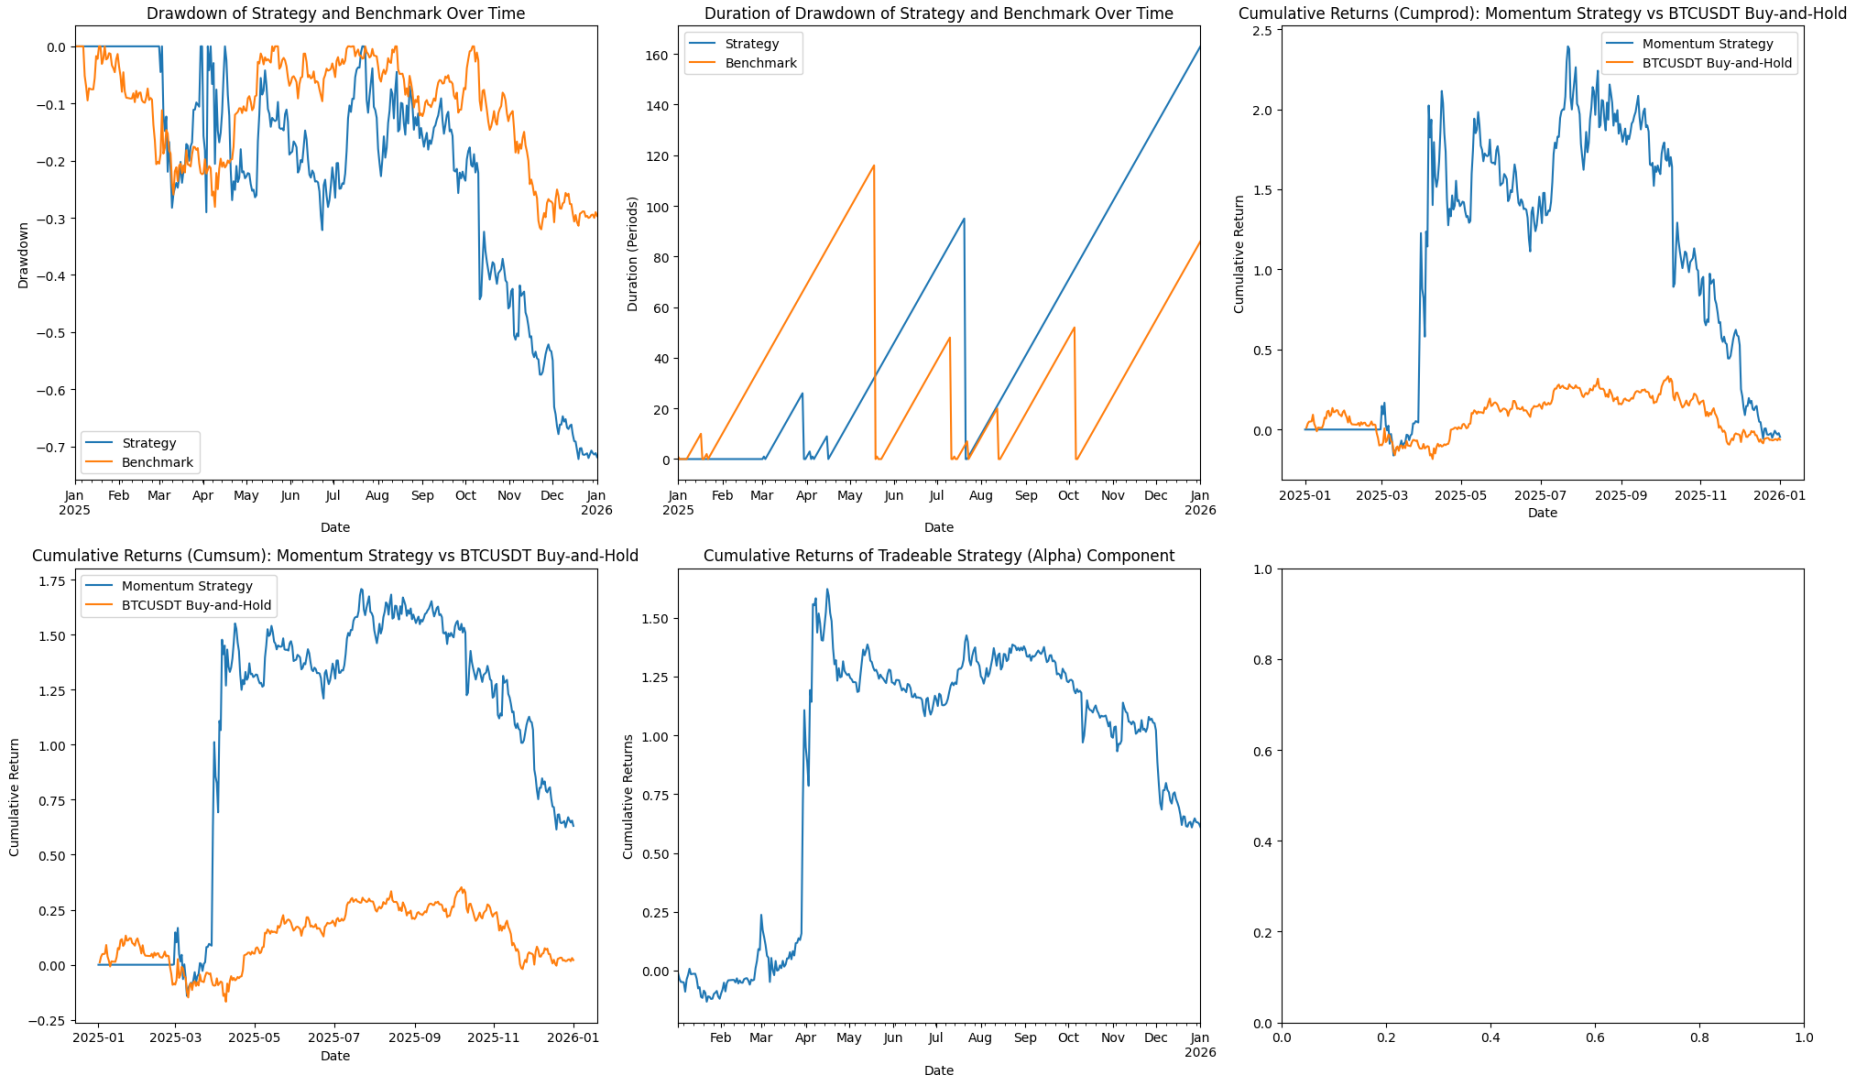 Drawdown of Strategy and Benchmark Over Time
0.0
−0.1
−0.2
−0.3
−0.4
−0.5
−0.6
−0.7
Drawdown
Strategy
Benchmark
Jan
2025
Feb
Mar
Apr
May
Jun
Jul
Aug
Sep
Oct
Nov
Dec
Jan
2026
Date
Duration of Drawdown of Strategy and Benchmark Over Time
Strategy
Benchmark
160
140
120
100
80
60
40
20
0
Duration (Periods)
Jan
2025
Feb
Mar
Apr
May
Jun
Jul
Aug
Sep
Oct
Nov
Dec
Jan
2026
Date
Cumulative Returns (Cumprod): Momentum Strategy vs BTCUSDT Buy-and-Hold
Momentum Strategy
BTCUSDT Buy-and-Hold
2.5
2.0
1.5
1.0
0.5
0.0
Cumulative Return
2025-01
2025-03
2025-05
2025-07
2025-09
2025-11
2026-01
Date
Cumulative Returns (Cumsum): Momentum Strategy vs BTCUSDT Buy-and-Hold
Momentum Strategy
BTCUSDT Buy-and-Hold
1.75
1.50
1.25
1.00
0.75
0.50
0.25
0.00
−0.25
Cumulative Return
2025-01
2025-03
2025-05
2025-07
2025-09
2025-11
2026-01
Date
Cumulative Returns of Tradeable Strategy (Alpha) Component
1.50
1.25
1.00
0.75
0.50
0.25
0.00
Cumulative Returns
Feb
Mar
Apr
May
Jun
Jul
Aug
Sep
Oct
Nov
Dec
Jan
2026
Date
1.0
0.8
0.6
0.4
0.2
0.0
0.0
0.2
0.4
0.6
0.8
1.0